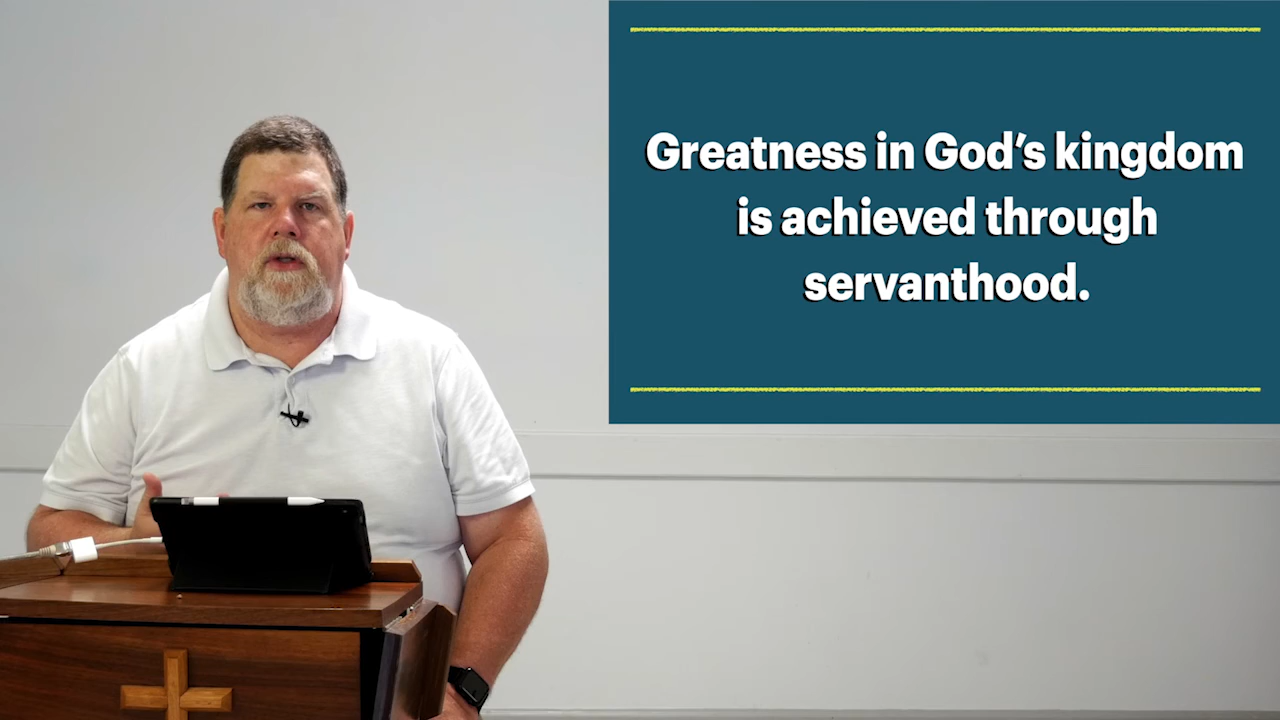 Greatness in God’s kingdom
is achieved through
servanthood.